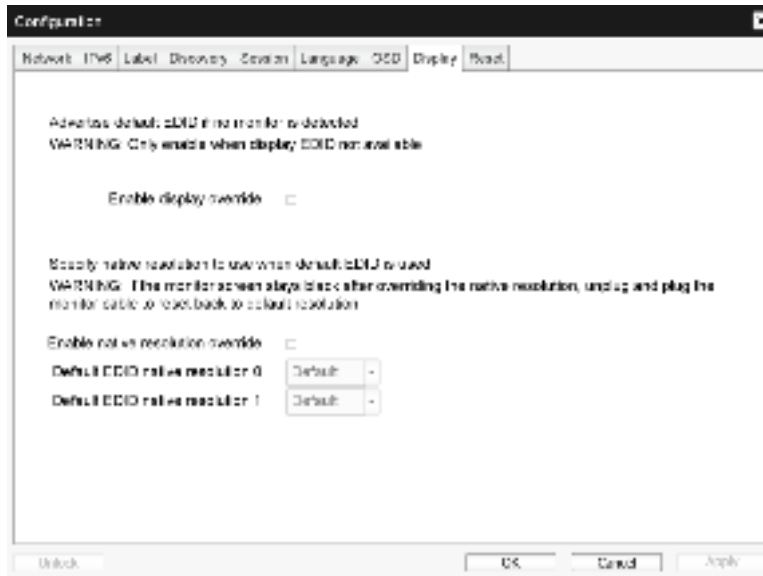 Configuration
Network IPv6 Label Discovery Session Language OSD Display Reset
Advertise default EDID if no monitor is detected
WARNING: Only enable when display EDID not available
Enable display override
Specify native resolution to use when default EDID is used
WARNING: If the monitor screen stays black after overriding the native resolution, unplug and plug the
monitor cable to reset back to default resolution
Enable native resolution override
Default EDID native resolution 0 Default
Default EDID native resolution 1 Default
Unlock OK Cancel Apply